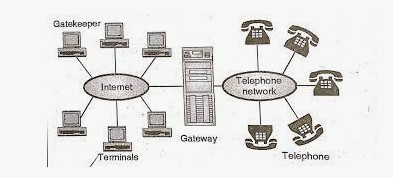 Gatekeeper
Internet
Telephone
network
Gateway
Terminals
Telephone